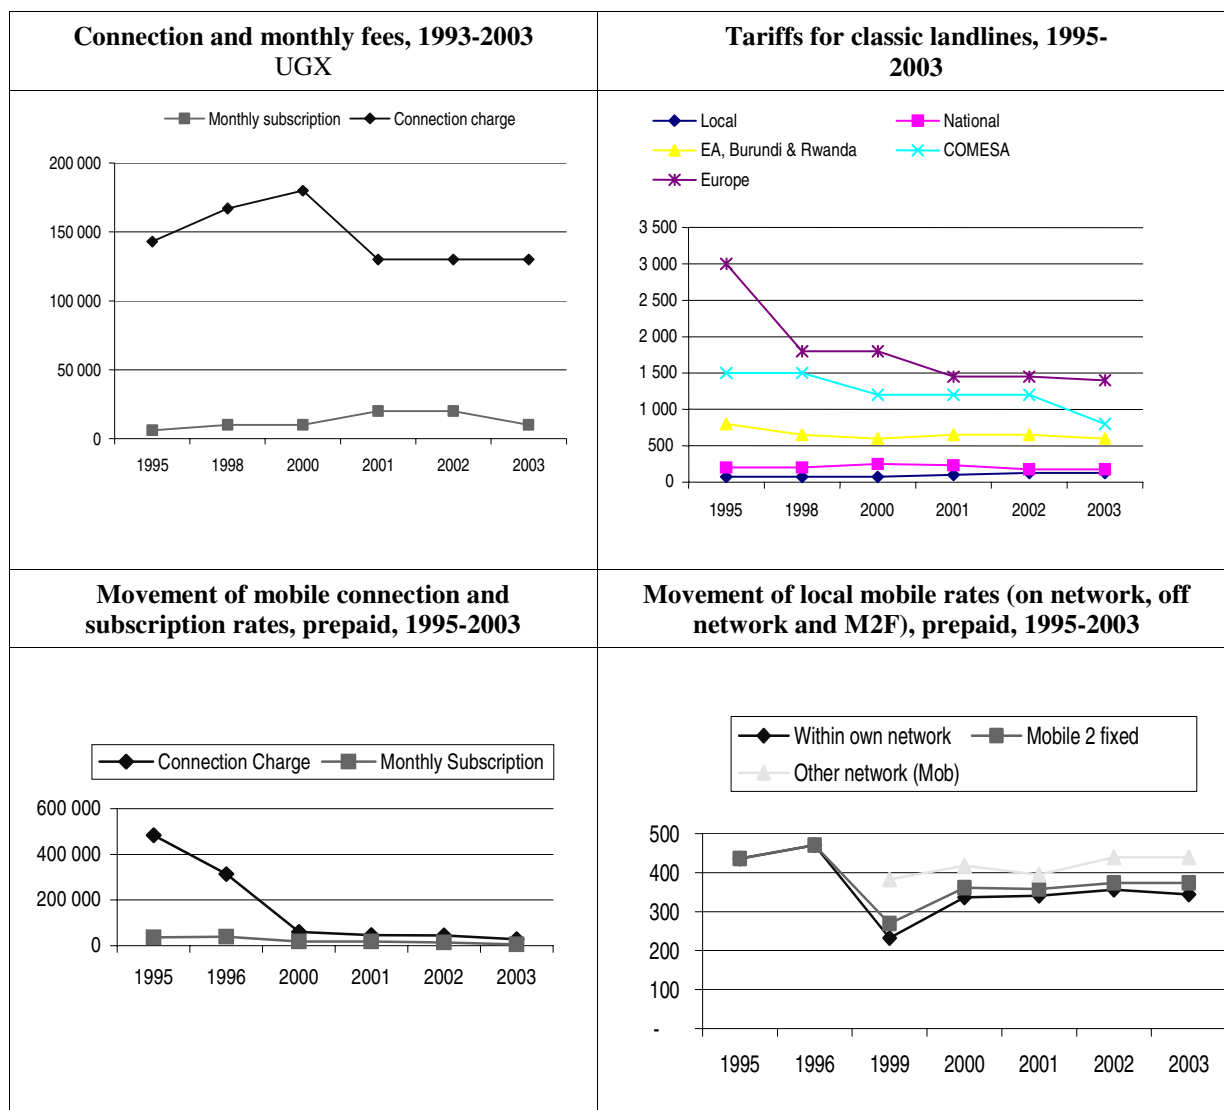 Connection and monthly fees, 1993-2003
UGX
Monthly subscription
Connection charge
200 000
150 000
100 000
50 000
0
1995 1998 2000 2001 2002 2003
Tariffs for classic landlines, 1995-
2003
Local
National
EA, Burundi & Rwanda
COMESA
Europe
3 500
3 000
2 500
2 000
1 500
1 000
500
0
1995 1998 2000 2001 2002 2003
Movement of mobile connection and
subscription rates, prepaid, 1995-2003
Connection Charge
Monthly Subscription
600 000
400 000
200 000
0
1995 1996 2000 2001 2002 2003
Movement of local mobile rates (on network, off
network and M2F), prepaid, 1995-2003
Within own network
Mobile 2 fixed
Other network (Mob)
500
400
300
200
100
-
1995 1996 1999 2000 2001 2002 2003